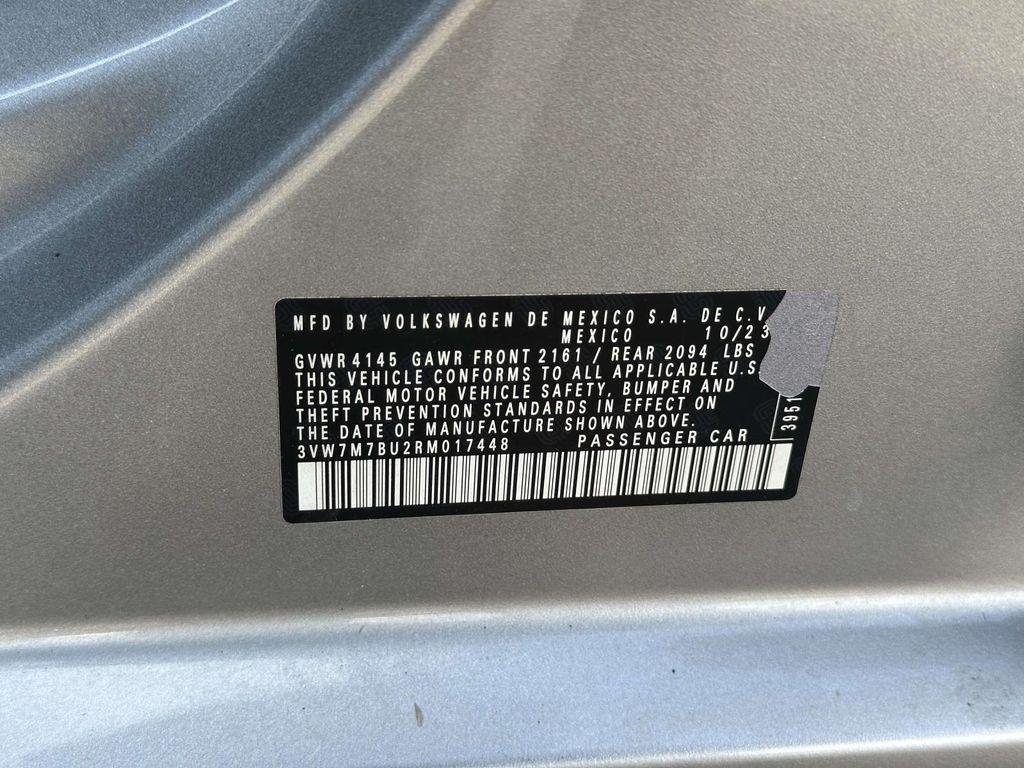 MFD BY VOLKSWAGEN DE MEXICO S.A. DE C.V
MEXICO 10/23
GVWR 4145 GAWR FRONT 2161 / REAR 2094 LBS
THIS VEHICLE CONFORMS TO ALL APPLICABLE U.S
FEDERAL MOTOR VEHICLE SAFETY, BUMPER AND
THEFT PREVENTION STANDARDS IN EFFECT ON
THE DATE OF MANUFACTURE SHOWN ABOVE.
3VW7M7BU2RM017448 PASSENGER CAR
3951